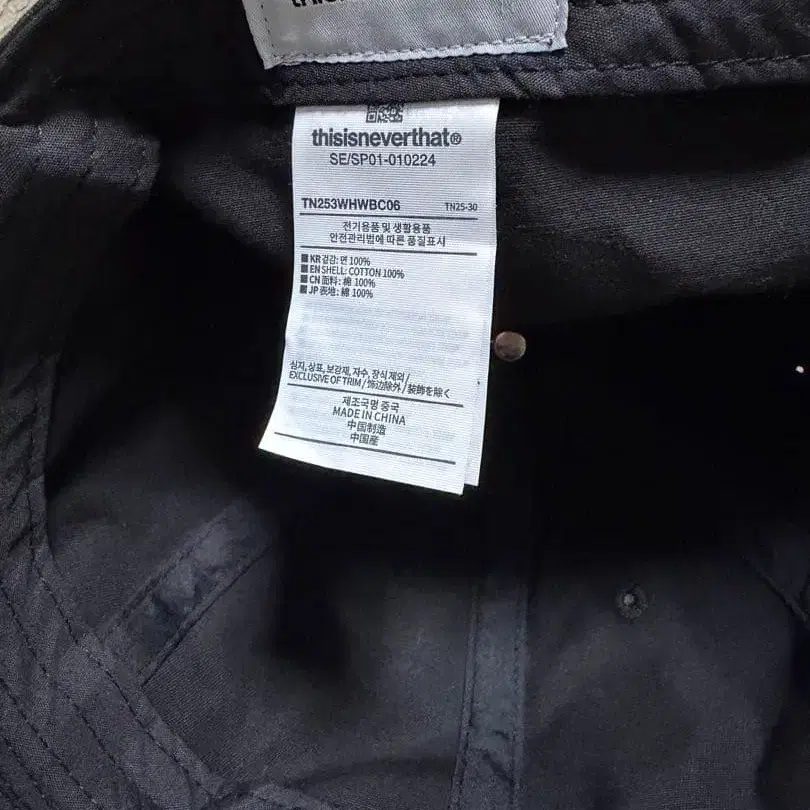 thisisneverthat®
SE/SP01-010224
TN253WHWBC06 TN25-30
전기용품 및 생활용품
안전관리법에 따른 품질표시
KR 겉감: 면 100%
EN SHELL: COTTON 100%
CN 面料: 棉 100%
JP 表地: 綿 100%
심지, 상표, 보강재, 자수, 장식 제외 /
EXCLUSIVE OF TRIM / 饰边除外 / 装飾を除く
제조국명 중국
MADE IN CHINA
中国制造
中国産